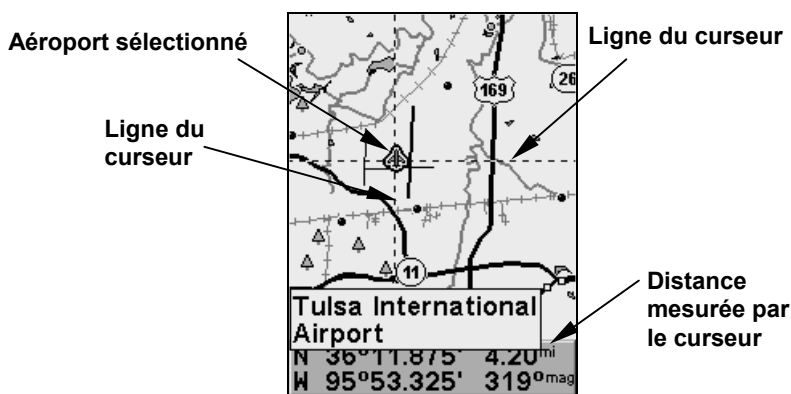 Aéroport sélectionné
Ligne du curseur
Ligne du
curseur
169
26
11
Tulsa International
Airport
N 36°11.875' 4.20mi
W 95°53.325' 319°mag
Distance
mesurée par
le curseur